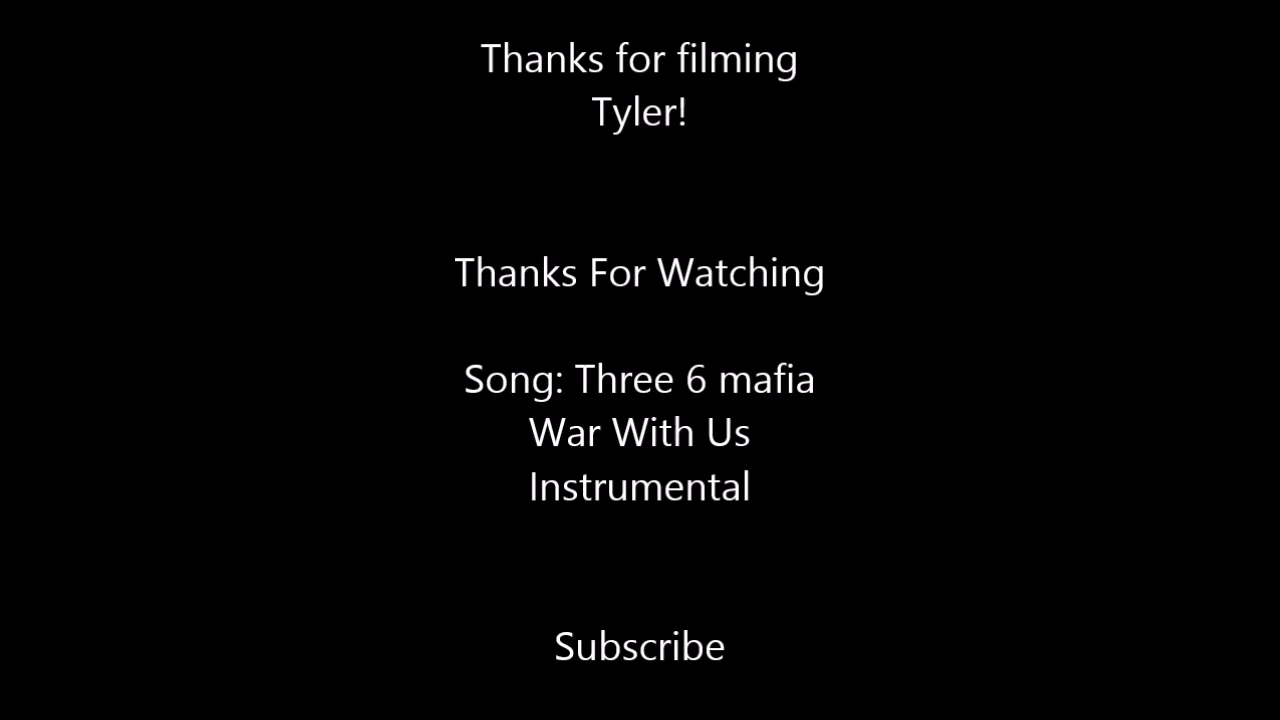 Thanks for filming
Tyler!
Thanks For Watching
Song: Three 6 mafia
War With Us
Instrumental
Subscribe